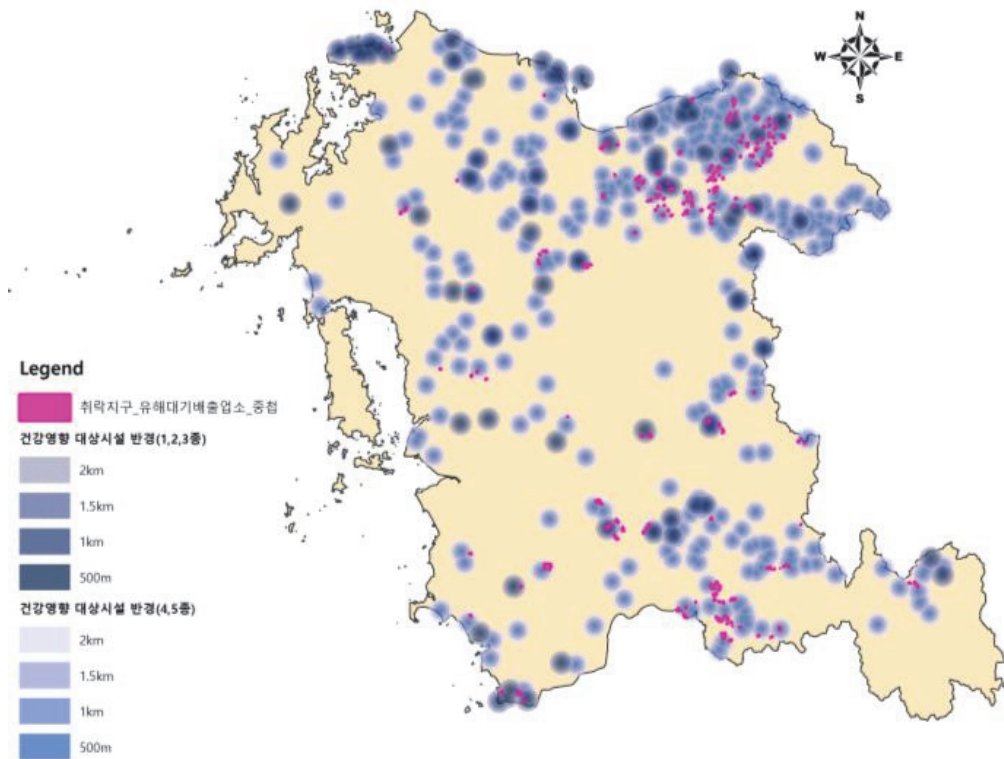 N
W
E
S
Legend
취락지구_유해대기배출업소_중첩
건강영향 대상시설 반경(1,2,3종)
2km
1.5km
1km
500m
건강영향 대상시설 반경(4,5종)
2km
1.5km
1km
500m